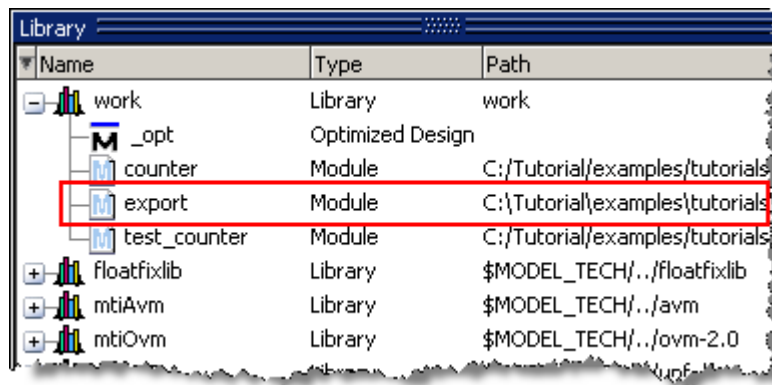 Library
Name Type Path
work Library work
_opt Optimized Design
counter Module C:/Tutorial/examples/tutorials
export Module C:\Tutorial\examples\tutorials
test_counter Module C:/Tutorial/examples/tutorials
floatfixlib Library $MODEL_TECH/../floatfixlib
mtiAvm Library $MODEL_TECH/../avm
mtiOvm Library $MODEL_TECH/../ovm-2.0